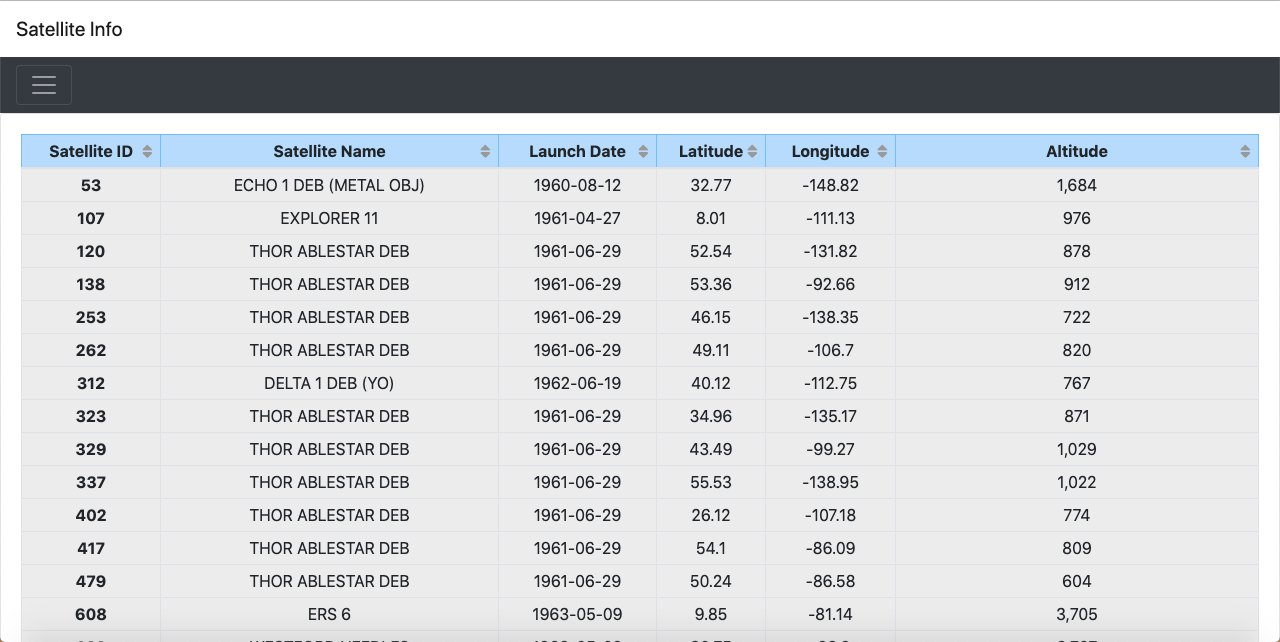 Satellite Info
Satellite ID Satellite Name Launch Date Latitude Longitude Altitude
53 ECHO 1 DEB (METAL OBJ) 1960-08-12 32.77 -148.82 1,684
107 EXPLORER 11 1961-04-27 8.01 -111.13 976
120 THOR ABLESTAR DEB 1961-06-29 52.54 -131.82 878
138 THOR ABLESTAR DEB 1961-06-29 53.36 -92.66 912
253 THOR ABLESTAR DEB 1961-06-29 46.15 -138.35 722
262 THOR ABLESTAR DEB 1961-06-29 49.11 -106.7 820
312 DELTA 1 DEB (YO) 1962-06-19 40.12 -112.75 767
323 THOR ABLESTAR DEB 1961-06-29 34.96 -135.17 871
329 THOR ABLESTAR DEB 1961-06-29 43.49 -99.27 1,029
337 THOR ABLESTAR DEB 1961-06-29 55.53 -138.95 1,022
402 THOR ABLESTAR DEB 1961-06-29 26.12 -107.18 774
417 THOR ABLESTAR DEB 1961-06-29 54.1 -86.09 809
479 THOR ABLESTAR DEB 1961-06-29 50.24 -86.58 604
608 ERS 6 1963-05-09 9.85 -81.14 3,705